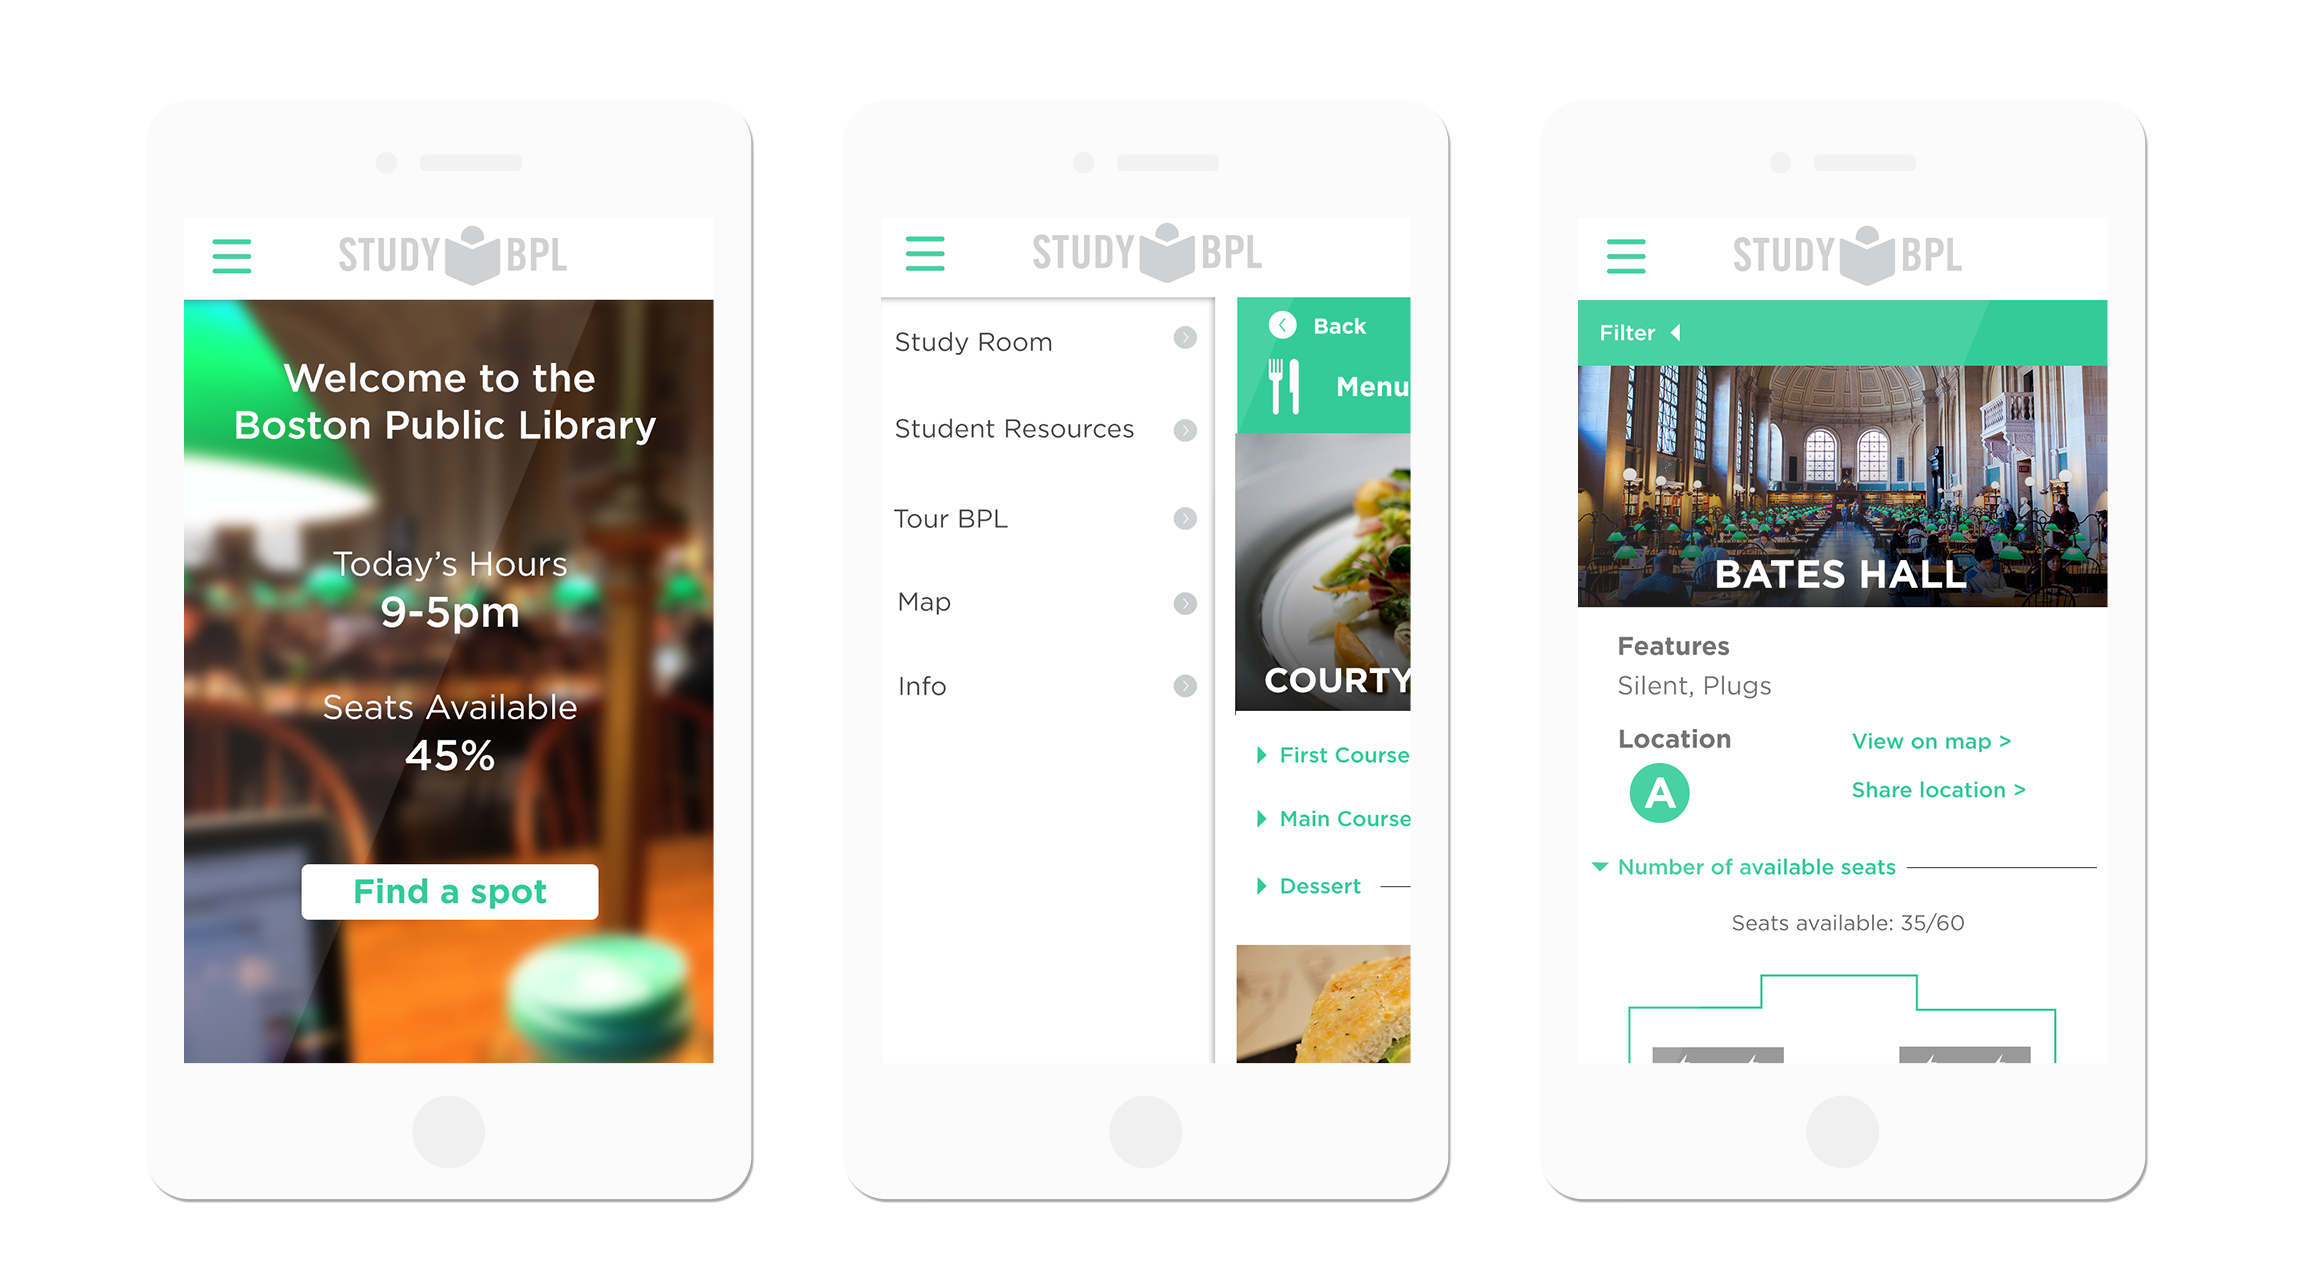 STUDY BPL
Welcome to the
Boston Public Library
Today's Hours
9-5pm
Seats Available
45%
Find a spot
STUDY BPL
Study Room
Student Resources
Tour BPL
Map
Info
Back
Menu
COURTY
First Course
Main Course
Dessert
STUDY BPL
Filter
BATES HALL
Features
Silent, Plugs
Location
A
View on map >
Share location >
Number of available seats
Seats available: 35/60